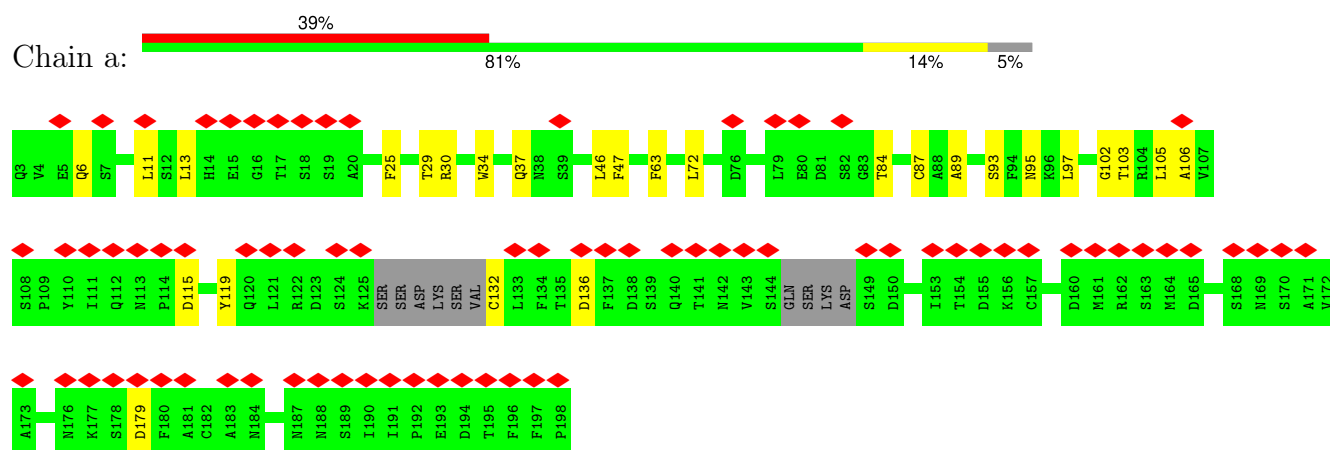 39%
Chain a:
81% 14% 5%
Q3 V4 E5 Q6 S7 L11 S12 L13 H14 E15 G16 T17 S18 S19 A20 F25 T29 R30 W34 Q37 N38 S39 L46 F47 F63 L72 D76 L79 E80 D81 S82 G83 T84 C87 A88 A89 S93 F94 N95 K96 L97 G102 T103 R104 L105 A106 V107
S108 P109 Y110 I111 Q112 N113 P114 D115 Y119 Q120 L121 R122 D123 S124 K125 SER SER ASP LYS SER VAL C132 L133 F134 T135 D136 F137 D138 S139 Q140 T141 N142 V143 S144 GLN SER LYS ASP S149 D150 I153 T154 D155 K156 C157 D160 M161 R162 S163 M164 D165 S168 N169 S170 A171 V172
A173 N176 K177 S178 D179 F180 A181 C182 A183 N184 N187 N188 S189 I190 I191 P192 E193 D194 T195 F196 F197 P198